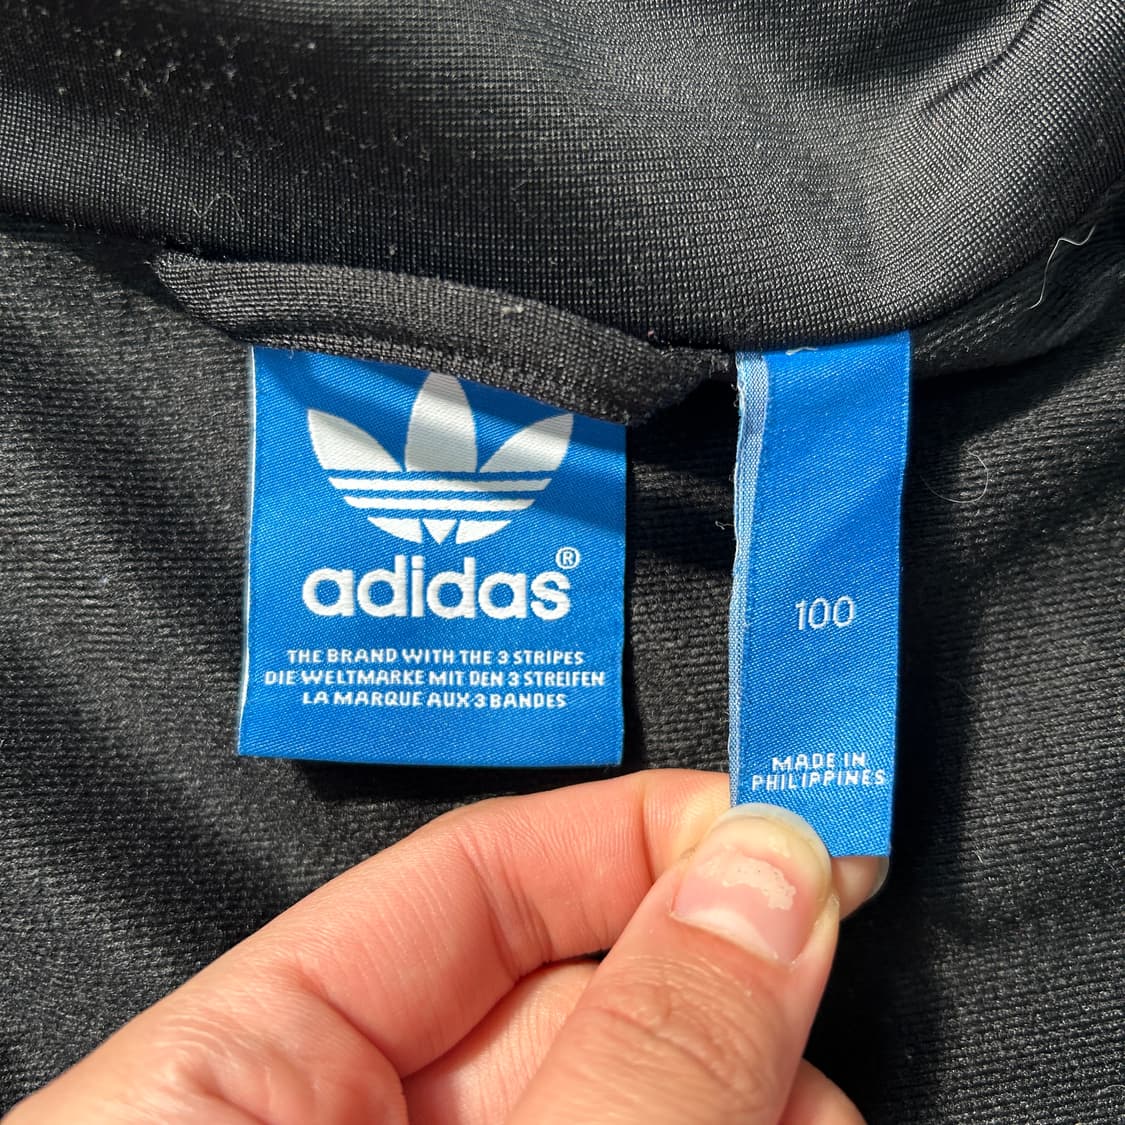 adidas®
THE BRAND WITH THE 3 STRIPES
DIE WELTMARKE MIT DEN 3 STREIFEN
LA MARQUE AUX 3 BANDES
100
MADE IN
PHILIPPINES